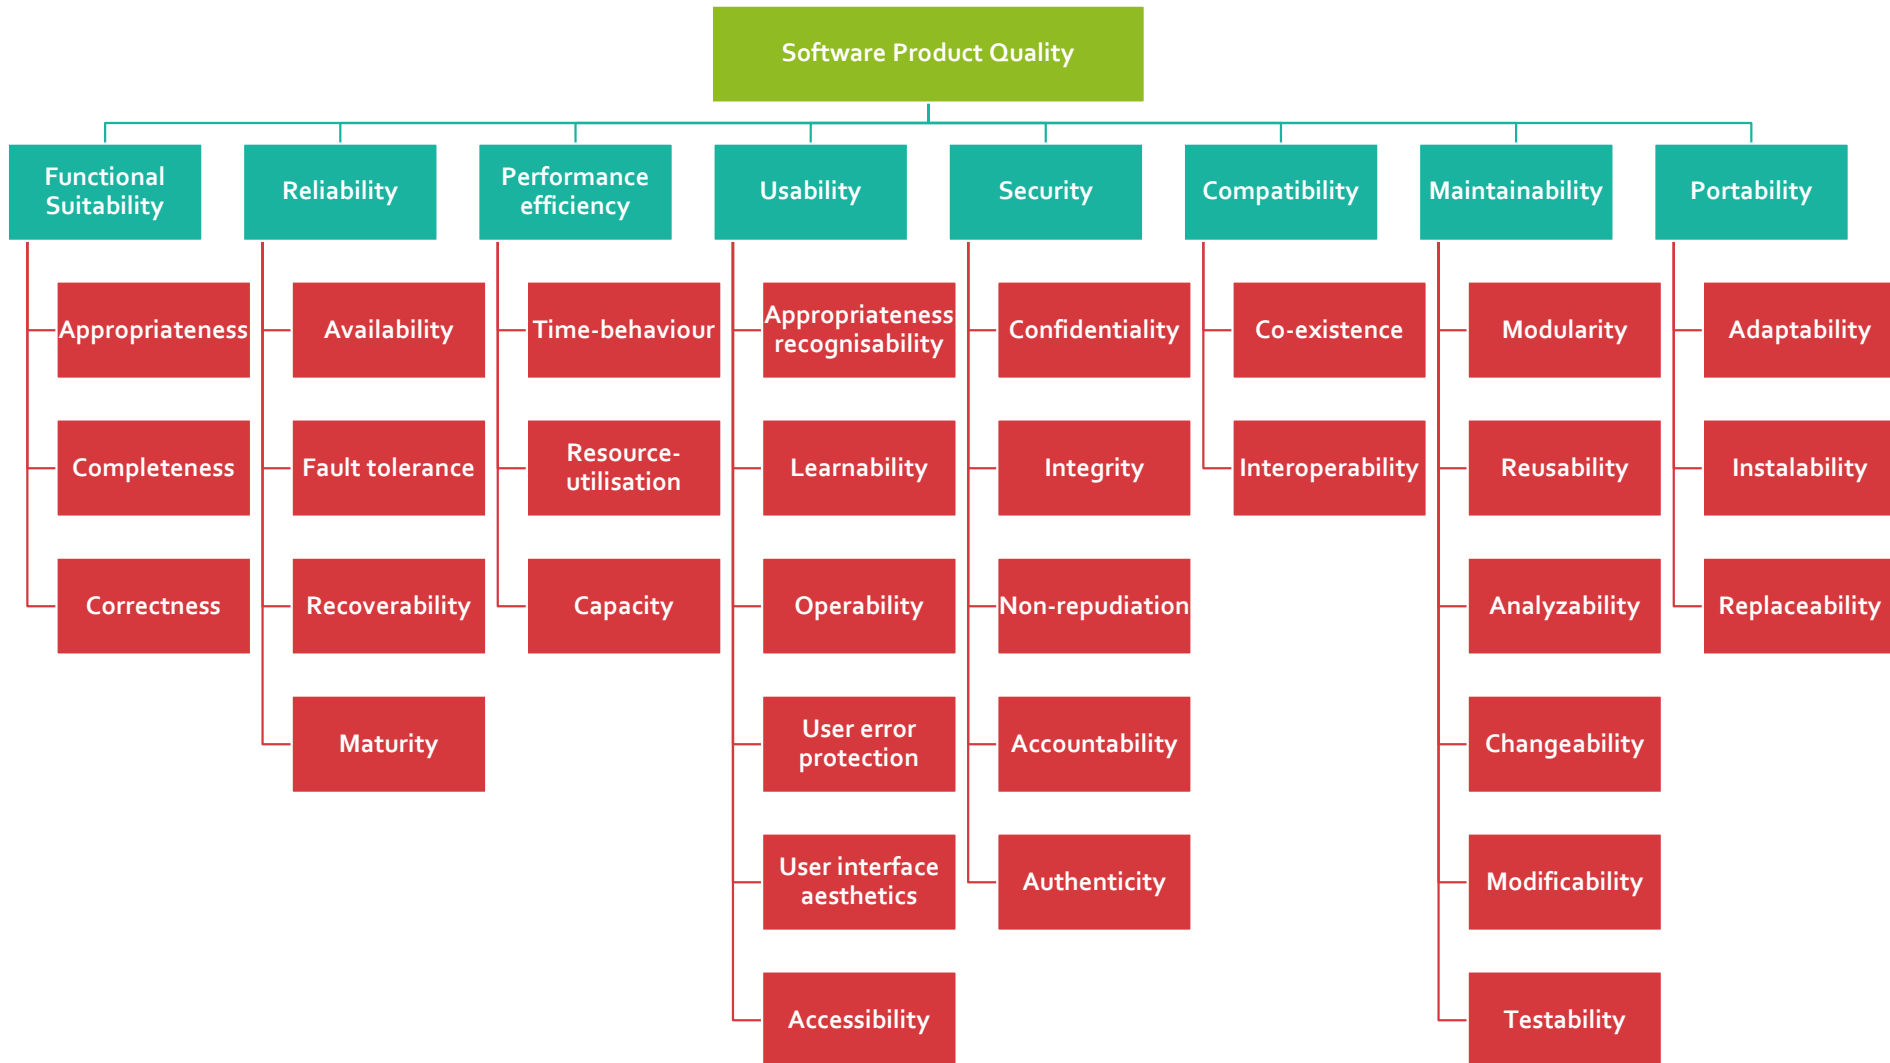 Software Product Quality
Functional
Suitability
Reliability
Performance
efficiency
Usability
Security
Compatibility
Maintainability
Portability
Appropriateness
Completeness
Correctness
Availability
Fault tolerance
Recoverability
Maturity
Time-behaviour
Resource-
utilisation
Capacity
Appropriateness
recognisability
Learnability
Operability
User error
protection
User interface
aesthetics
Accessibility
Confidentiality
Integrity
Non-repudiation
Accountability
Authenticity
Co-existence
Interoperability
Modularity
Reusability
Analyzability
Changeability
Modificability
Testability
Adaptability
Instalability
Replaceability